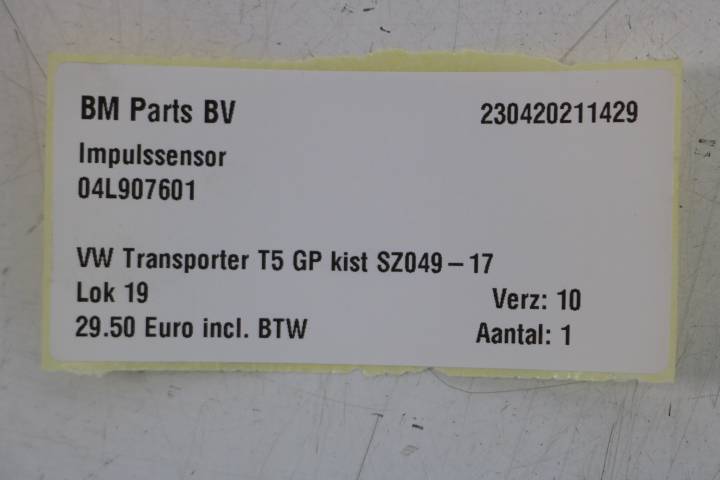 BM Parts BV 230420211429
Impulssensor
04L907601
VW Transporter T5 GP kist SZ049-17
Lok 19 Verz: 10
29.50 Euro incl. BTW Aantal: 1